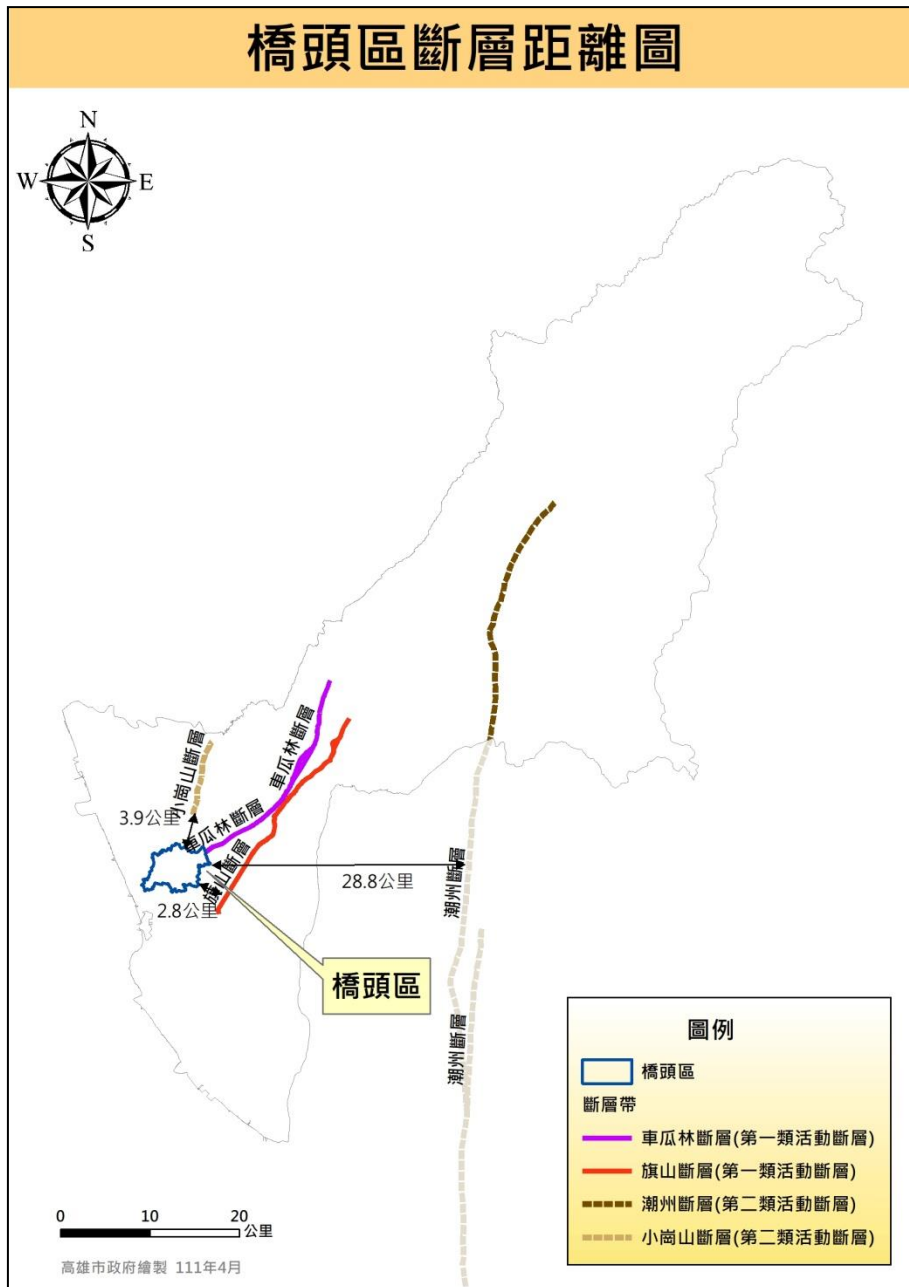 橋頭區斷層距離圖
N
W
E
S
小崗山斷層
車瓜林斷層
3.9公里
車瓜林斷層
旗山斷層
28.8公里
潮州斷層
2.8公里
橋頭區
潮州斷層
圖例
橋頭區
斷層帶
車瓜林斷層(第一類活動斷層)
旗山斷層(第一類活動斷層)
潮州斷層(第二類活動斷層)
小崗山斷層(第二類活動斷層)
0 10 20
公里
高雄市政府繪製 111年4月